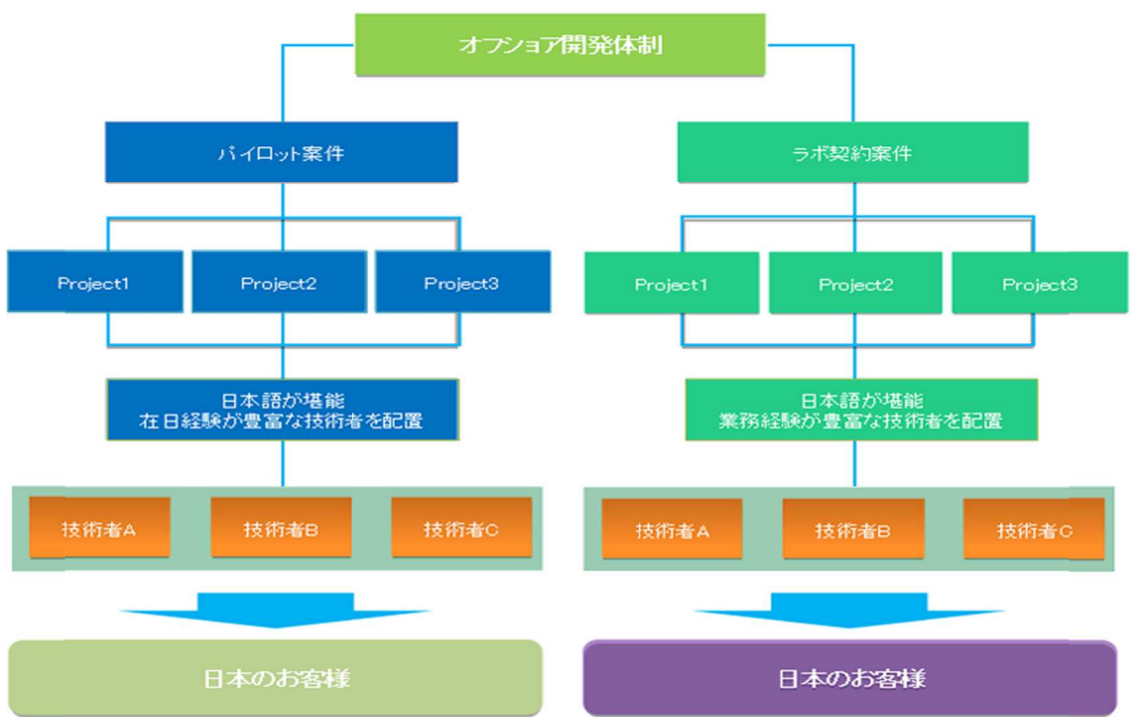 オフショア開発体制
パイロット案件
ラボ契約案件
Project1
Project2
Project3
Project1
Project2
Project3
日本語が堪能
在日経験が豊富な技術者を配置
日本語が堪能
業務経験が豊富な技術者を配置
技術者A
技術者B
技術者C
技術者A
技術者B
技術者C
日本のお客様
日本のお客様